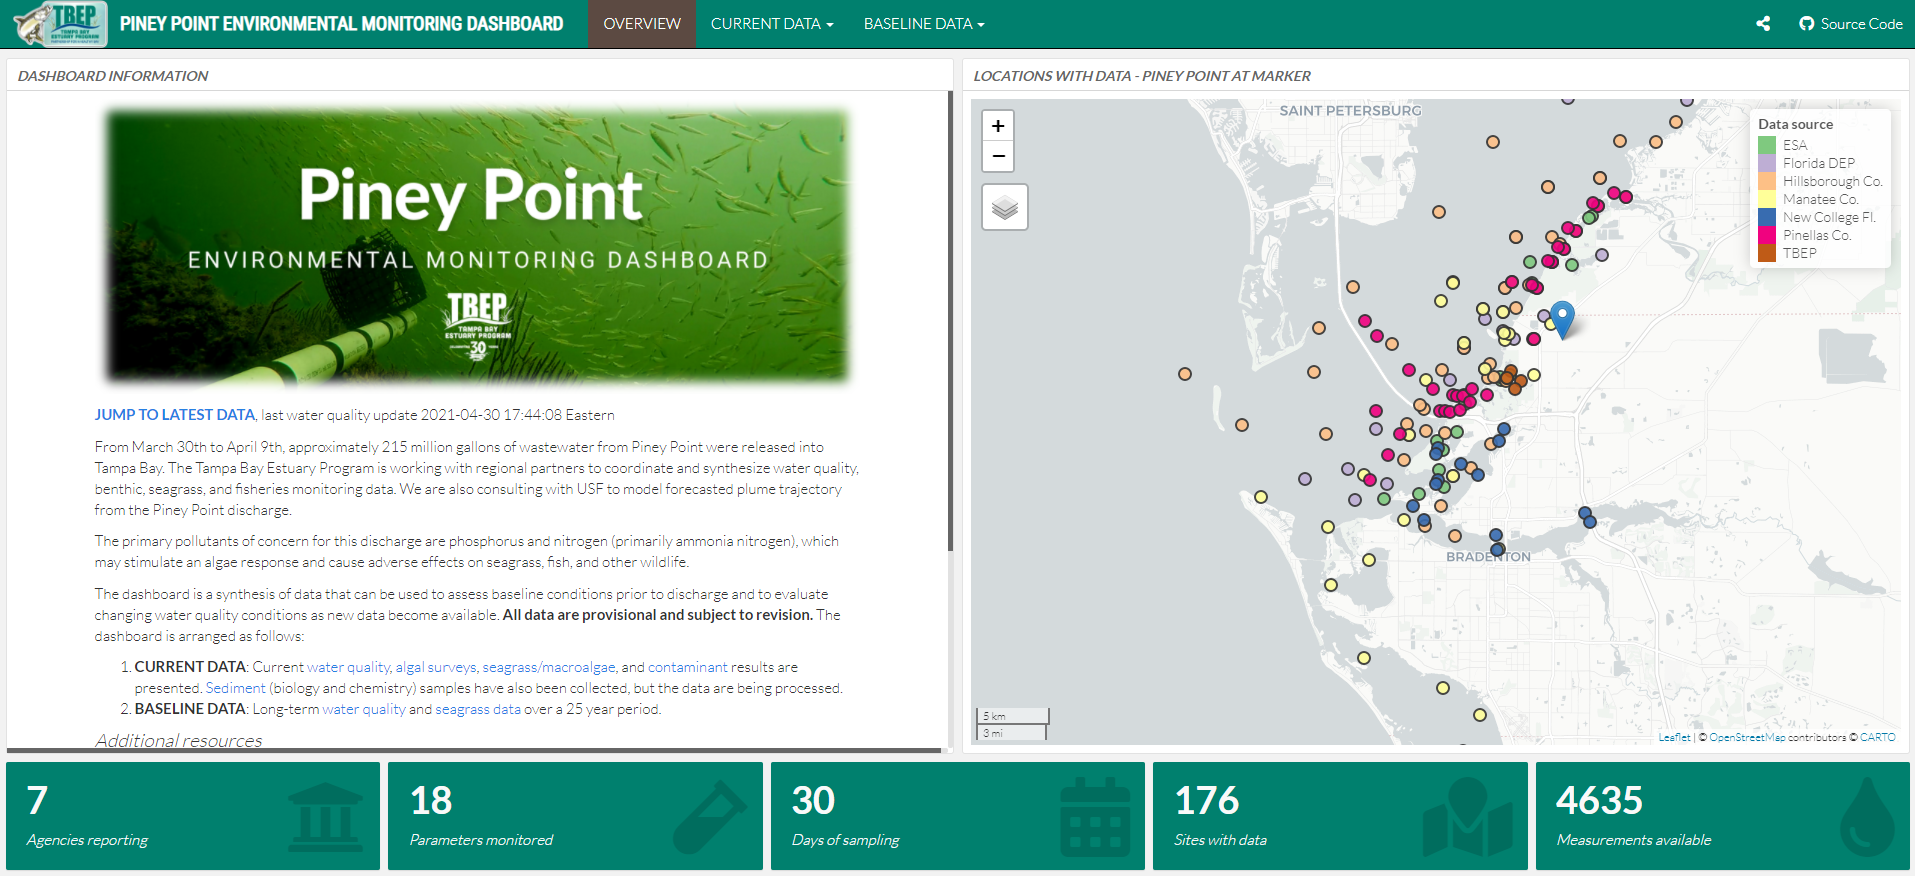 TBEP
TAMPA BAY
ESTUARY PROGRAM
PINEY POINT ENVIRONMENTAL MONITORING DASHBOARD
OVERVIEW
CURRENT DATA
BASELINE DATA
Source Code
DASHBOARD INFORMATION
Piney Point
ENVIRONMENTAL MONITORING DASHBOARD
TBEP
TAMPA BAY
ESTUARY PROGRAM
30
JUMP TO LATEST DATA, last water quality update 2021-04-30 17:44:08 Eastern
From March 30th to April 9th, approximately 215 million gallons of wastewater from Piney Point were released into
Tampa Bay. The Tampa Bay Estuary Program is working with regional partners to coordinate and synthesize water quality,
benthic, seagrass, and fisheries monitoring data. We are also consulting with USF to model forecasted plume trajectory
from the Piney Point discharge.
The primary pollutants of concern for this discharge are phosphorus and nitrogen (primarily ammonia nitrogen), which
may stimulate an algae response and cause adverse effects on seagrass, fish, and other wildlife.
The dashboard is a synthesis of data that can be used to assess baseline conditions prior to discharge and to evaluate
changing water quality conditions as new data become available. All data are provisional and subject to revision. The
dashboard is arranged as follows:
1. CURRENT DATA: Current water quality, algal surveys, seagrass/macroalgae, and contaminant results are
presented. Sediment (biology and chemistry) samples have also been collected, but the data are being processed.
2. BASELINE DATA: Long-term water quality and seagrass data over a 25 year period.
Additional resources
LOCATIONS WITH DATA - PINEY POINT AT MARKER
+
−
SAINT PETERSBURG
BRADENTON
Data source
ESA
Florida DEP
Hillsborough Co.
Manatee Co.
New College Fl.
Pinellas Co.
TBEP
5 km
3 mi
Leaflet | © OpenStreetMap contributors © CARTO
7
Agencies reporting
18
Parameters monitored
30
Days of sampling
176
Sites with data
4635
Measurements available